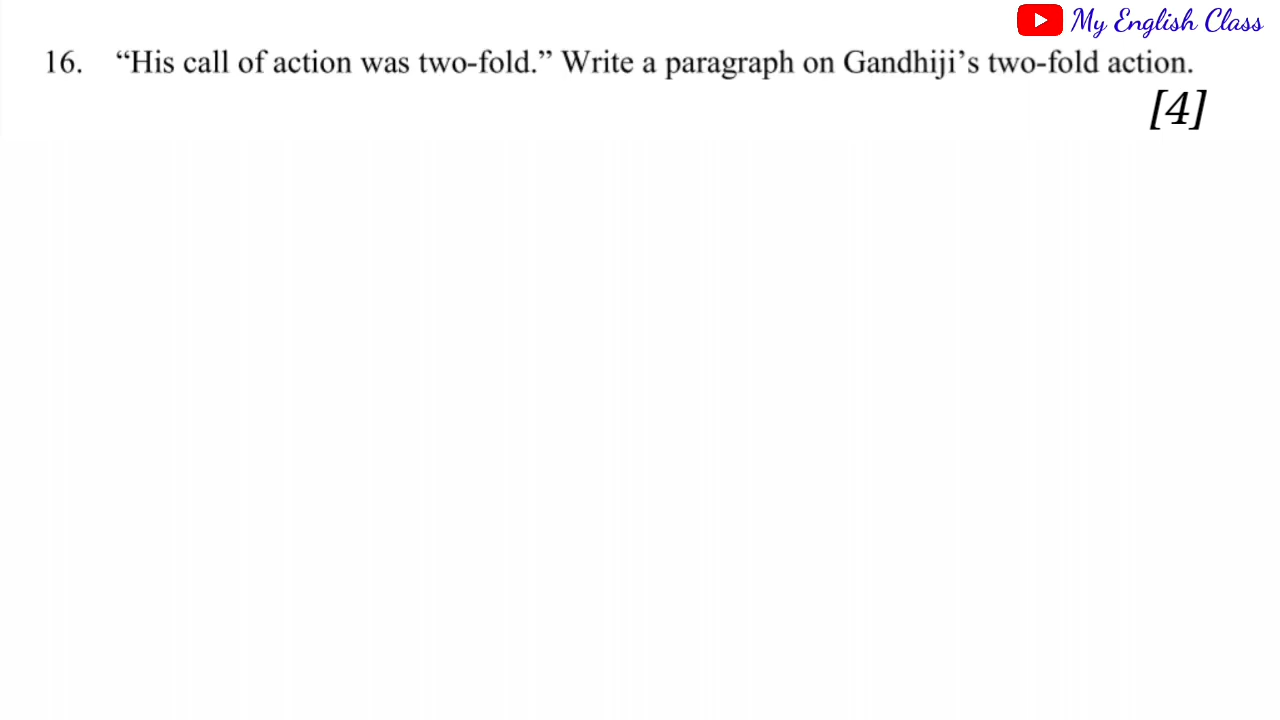 My English Class
16. “His call of action was two-fold.” Write a paragraph on Gandhiji’s two-fold action.
[4]